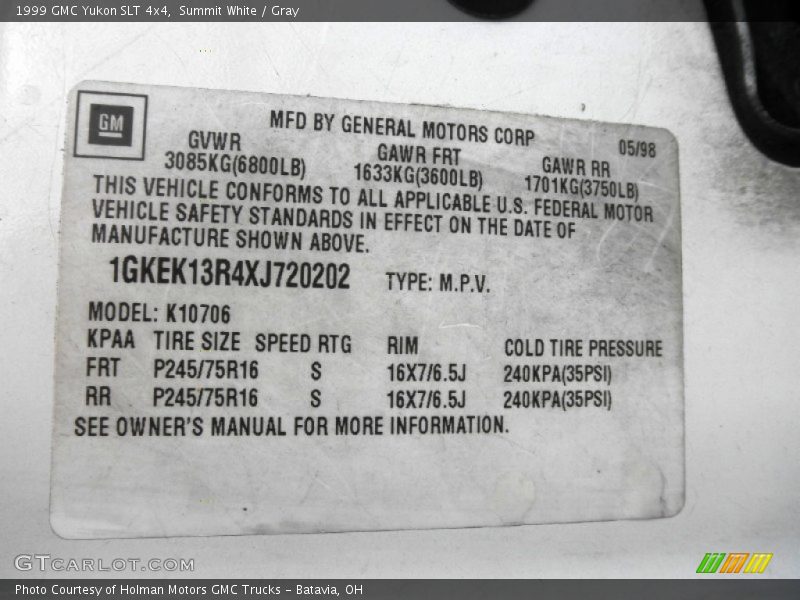 1999 GMC Yukon SLT 4x4,  Summit White / Gray
GM
MFD BY GENERAL MOTORS CORP
05/98
GVWR
GAWR FRT
GAWR RR
3085KG(6800LB)
1633KG(3600LB)
1701KG(3750LB)
THIS VEHICLE CONFORMS TO ALL APPLICABLE U.S. FEDERAL MOTOR
VEHICLE SAFETY STANDARDS IN EFFECT ON THE DATE OF
MANUFACTURE SHOWN ABOVE.
1GKEK13R4XJ720202 TYPE: M.P.V.
MODEL: K10706
KPAA TIRE SIZE SPEED RTG RIM COLD TIRE PRESSURE
FRT P245/75R16 S 16X7/6.5J 240KPA(35PSI)
RR P245/75R16 S 16X7/6.5J 240KPA(35PSI)
SEE OWNER'S MANUAL FOR MORE INFORMATION.
GTCARLOT.COM
Photo Courtesy of Holman Motors GMC Trucks - Batavia, OH